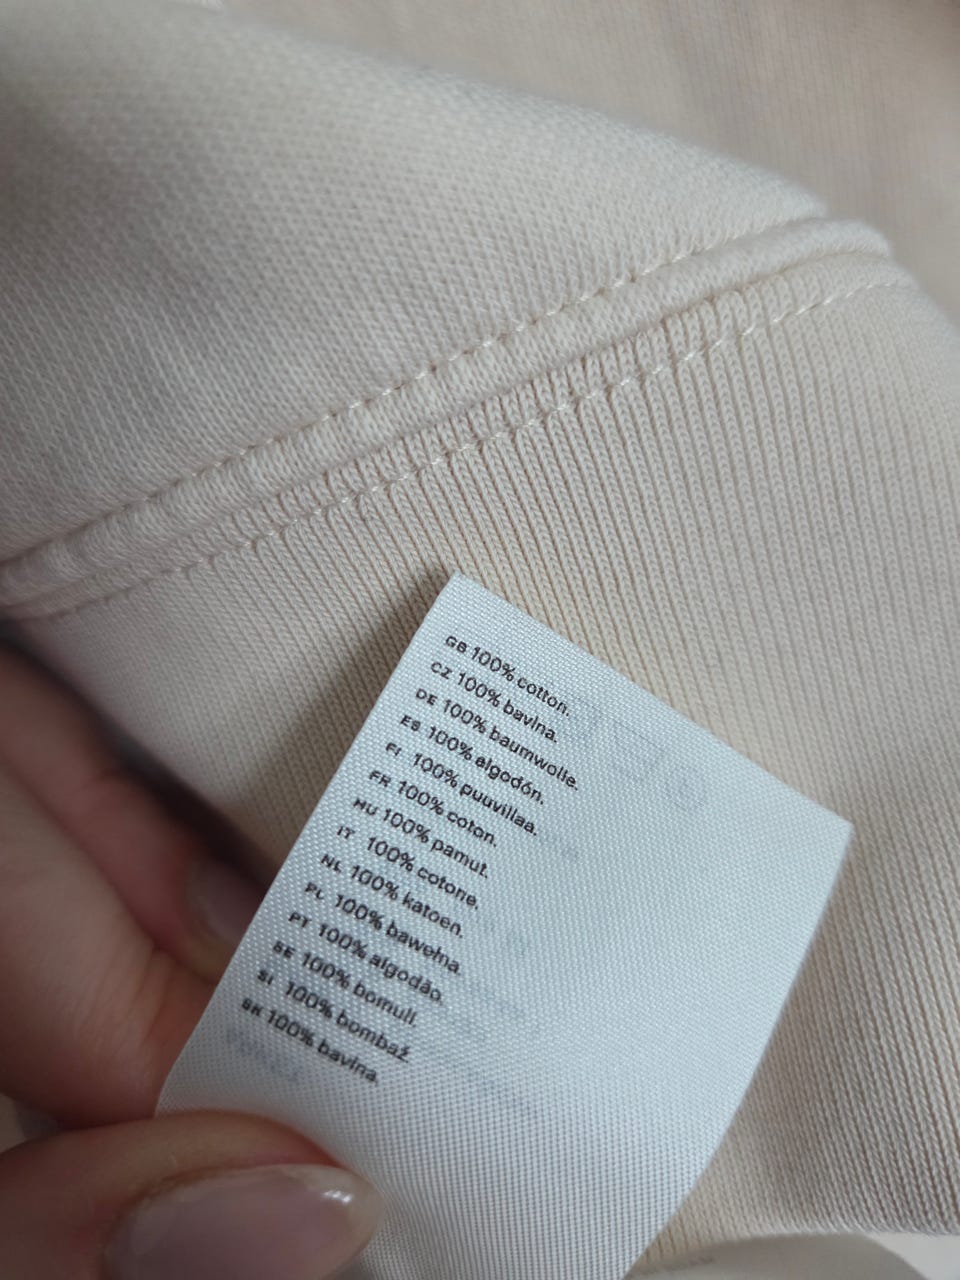 GB 100% cotton.
CZ 100% bavlna.
DE 100% baumwolle.
ES 100% algodón.
FI 100% puuvillaa.
FR 100% coton.
HU 100% pamut.
IT 100% cotone.
NL 100% katoen.
PL 100% bawełna.
PT 100% algodão.
SE 100% bomull.
SI 100% bombaž.
SK 100% bavlna.